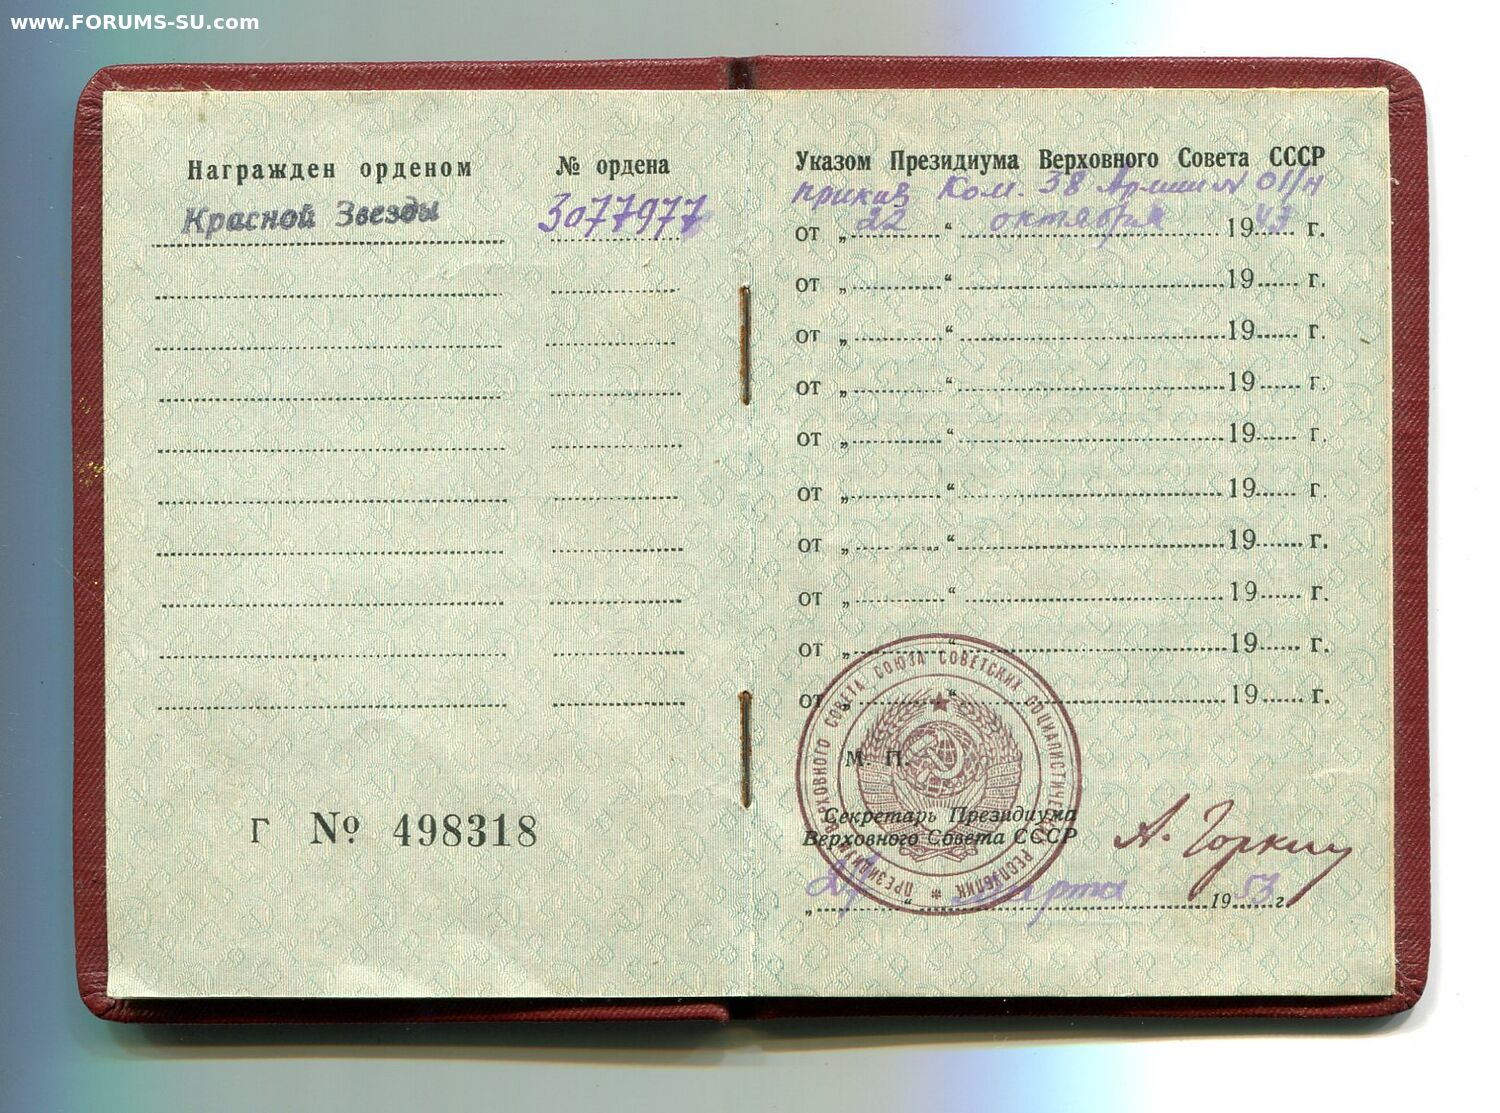 www.FORUMS-SU.com
Награжден орденом № ордена
Красной Звезды 3077977
Указом Президиума Верховного Совета СССР
приказ Ком. 38 Армии № 011/н
от „ 22 “ октября 1943 г.
от „ “ 19 г.
от „ “ 19 г.
от „ “ 19 г.
от „ “ 19 г.
от „ “ 19 г.
от „ “ 19 г.
от „ “ 19 г.
от „ “ 19 г.
от „ “ 19 г.
М. П.
ПРЕЗИДИУМ ВЕРХОВНОГО СОВЕТА СОЮЗА СОВЕТСКИХ СОЦИАЛИСТИЧЕСКИХ РЕСПУБЛИК
Г № 498318
Секретарь Президиума
Верховного Совета СССР
А. Горкин
„ “ марта 1953 г.